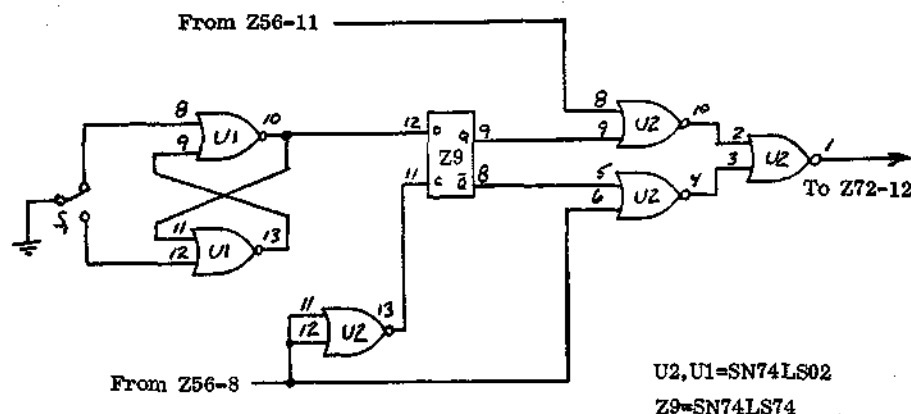 From Z56-11
8
9
U1
10
11
12
U1
13
12
D
Q
9
Z9
11
C
Q̅
8
8
9
U2
10
5
6
U2
4
2
3
U2
1
To Z72-12
11
12
U2
13
From Z56-8
U2,U1=SN74LS02
Z9=SN74LS74